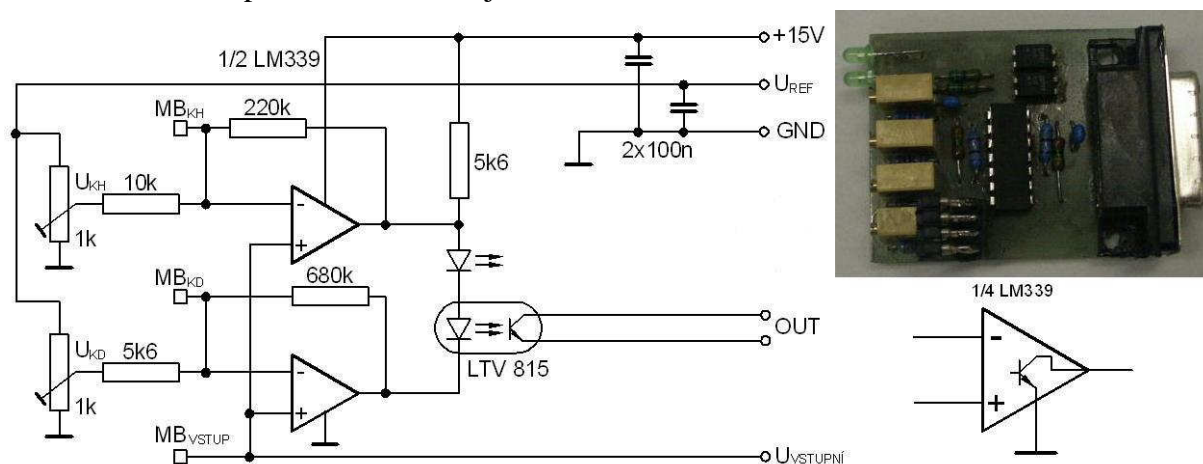 +15V
1/2 LM339
U_REF
MB_KH
220k
GND
2x100n
5k6
U_KH
10k
1k
1/4 LM339
MB_KD
680k
OUT
U_KD
5k6
LTV 815
1k
MB_VSTUP
U_VSTUPNÍ